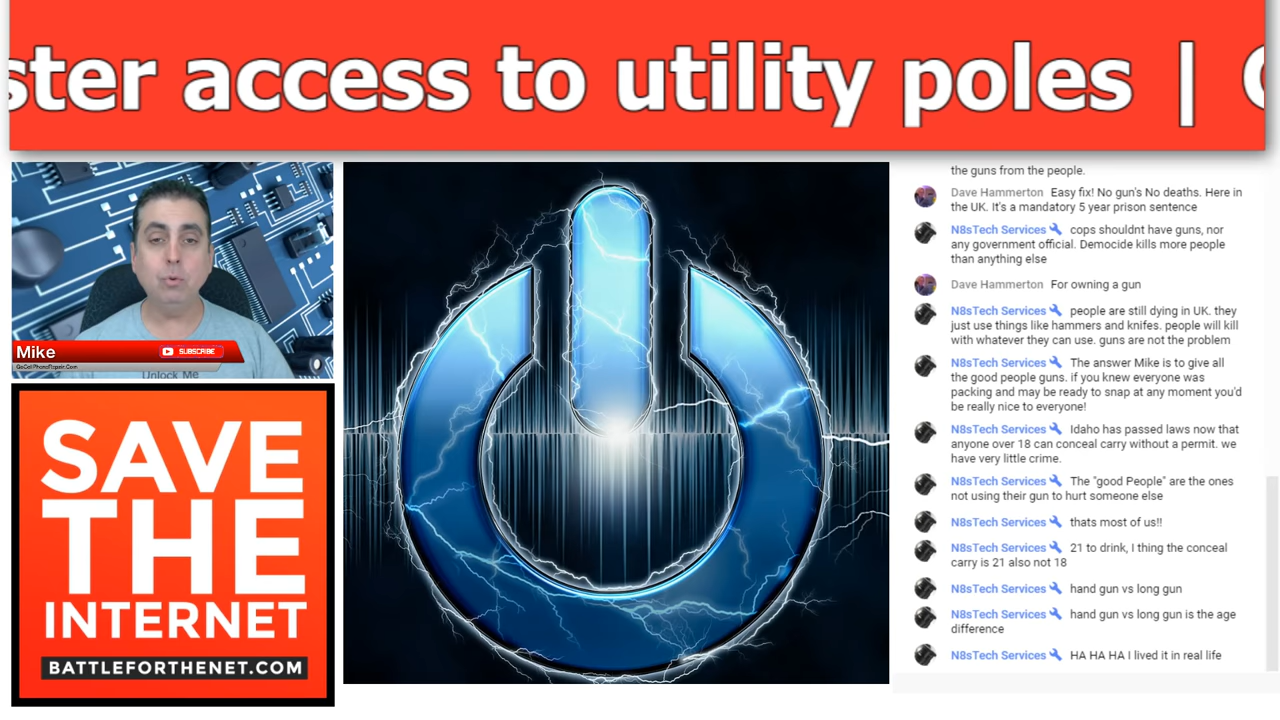 ster access to utility poles |
Mike
SUBSCRIBE
GoCellPhoneRepair.Com
Unlock Me
SAVE
THE
INTERNET
BATTLEFORTHENET.COM
the guns from the people.
Dave Hammerton Easy fix! No gun's No deaths. Here in
the UK. It's a mandatory 5 year prison sentence
N8sTech Services cops shouldnt have guns, nor
any government official. Democide kills more people
than anything else
Dave Hammerton For owning a gun
N8sTech Services people are still dying in UK. they
just use things like hammers and knifes. people will kill
with whatever they can use. guns are not the problem
N8sTech Services The answer Mike is to give all
the good people guns. if you knew everyone was
packing and may be ready to snap at any moment you'd
be really nice to everyone!
N8sTech Services Idaho has passed laws now that
anyone over 18 can conceal carry without a permit. we
have very little crime.
N8sTech Services The "good People" are the ones
not using their gun to hurt someone else
N8sTech Services thats most of us!!
N8sTech Services 21 to drink, I thing the conceal
carry is 21 also not 18
N8sTech Services hand gun vs long gun
N8sTech Services hand gun vs long gun is the age
difference
N8sTech Services HA HA HA I lived it in real life